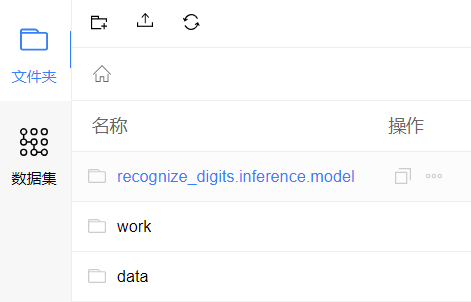 文件夹
数据集
名称 操作
recognize_digits.inference.model
work
data